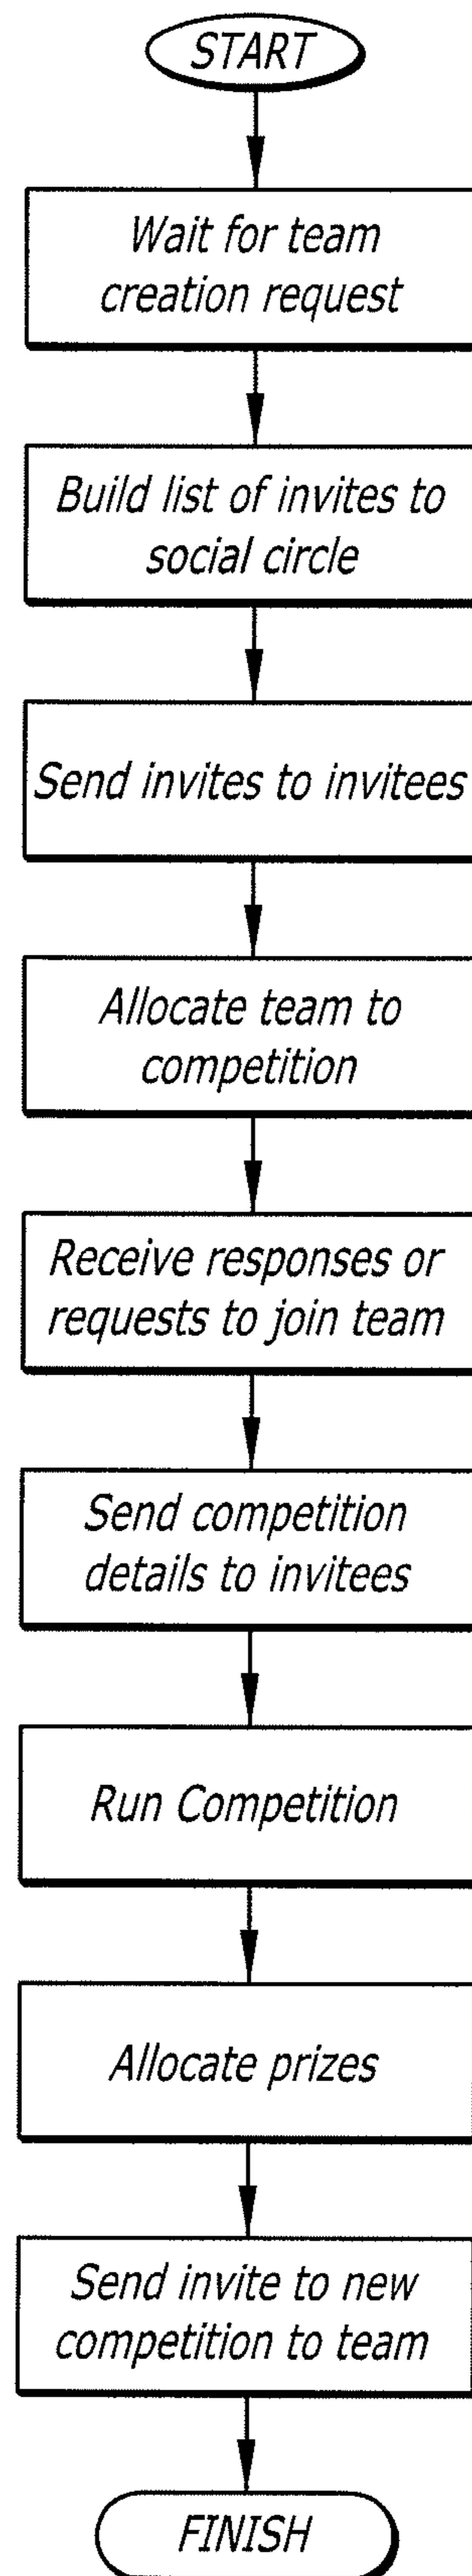 START
Wait for team
creation request
Build list of invites to
social circle
Send invites to invitees
Allocate team to
competition
Receive responses or
requests to join team
Send competition
details to invitees
Run Competition
Allocate prizes
Send invite to new
competition to team
FINISH